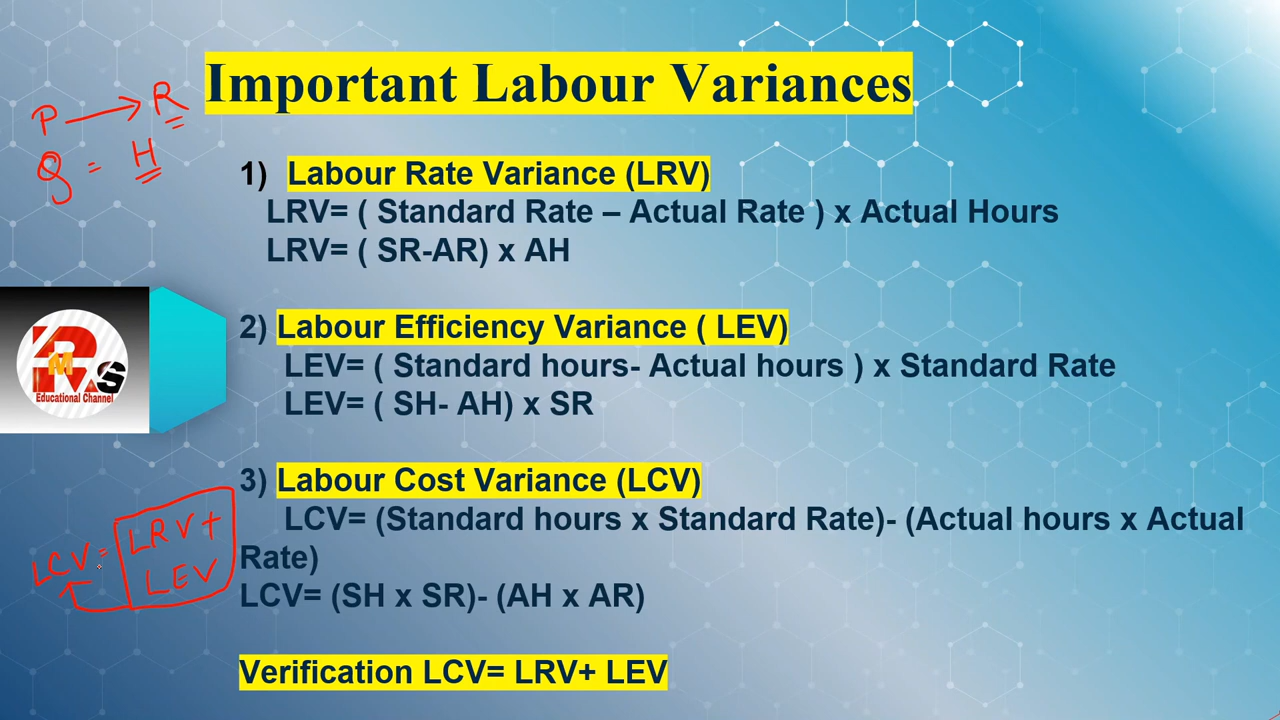 Important Labour Variances
P → R
Q = H
1) Labour Rate Variance (LRV)
LRV= ( Standard Rate – Actual Rate ) x Actual Hours
LRV= ( SR-AR) x AH
2) Labour Efficiency Variance ( LEV)
LEV= ( Standard hours- Actual hours ) x Standard Rate
LEV= ( SH- AH) x SR
MS
Educational Channel
3) Labour Cost Variance (LCV)
LCV= (Standard hours x Standard Rate)- (Actual hours x Actual
Rate)
LCV= (SH x SR)- (AH x AR)
LCV = LRV +
LEV
Verification LCV= LRV+ LEV